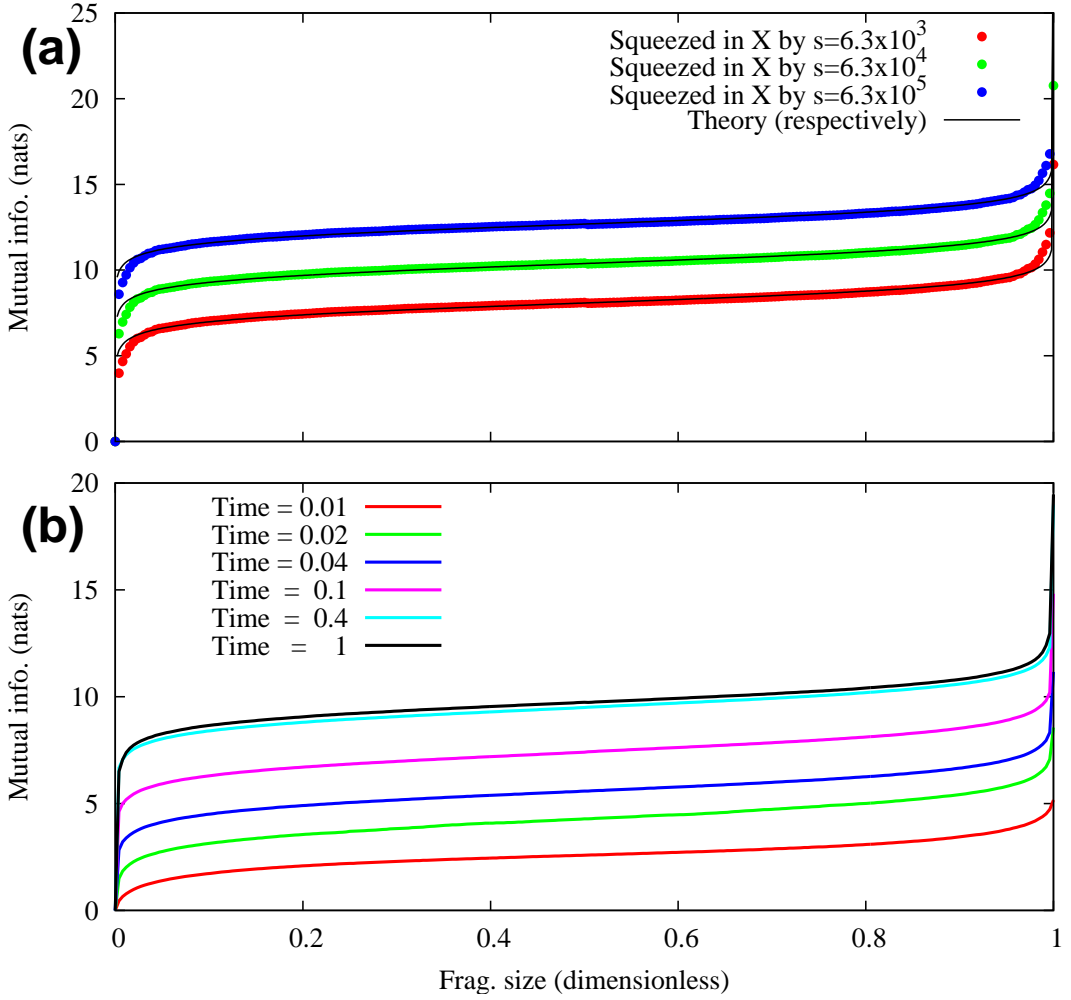 (a)
25
20
15
10
5
0
Mutual info. (nats)
Squeezed in X by s=6.3x10^3
Squeezed in X by s=6.3x10^4
Squeezed in X by s=6.3x10^5
Theory (respectively)
(b)
20
15
10
5
0
Mutual info. (nats)
Time = 0.01
Time = 0.02
Time = 0.04
Time = 0.1
Time = 0.4
Time = 1
0 0.2 0.4 0.6 0.8 1
Frag. size (dimensionless)